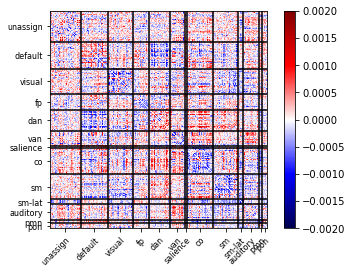 unassign
default
visual
fp
dan
van
salience
co
sm
sm-lat
auditory
pmn
pon
unassign
default
visual
fp
dan
van
salience
co
sm
sm-lat
auditory
0.0020
0.0015
0.0010
0.0005
0.0000
−0.0005
−0.0010
−0.0015
−0.0020